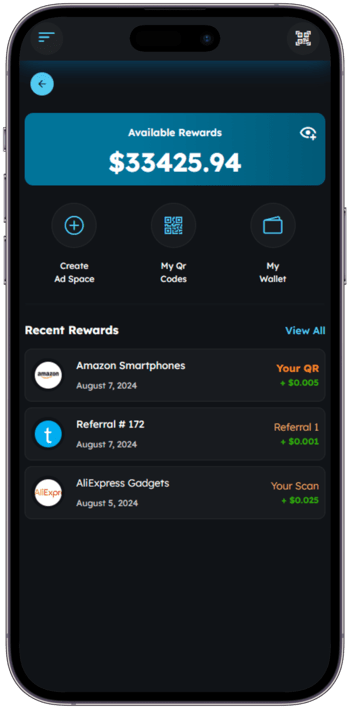 Available Rewards
$33425.94
Create
Ad Space
My Qr
Codes
My
Wallet
Recent Rewards
View All
amazon
Amazon Smartphones
Your QR
August 7, 2024
+ $0.005
t
Referral # 172
Referral 1
August 7, 2024
+ $0.001
AliExpr
AliExpress Gadgets
Your Scan
August 5, 2024
+ $0.025